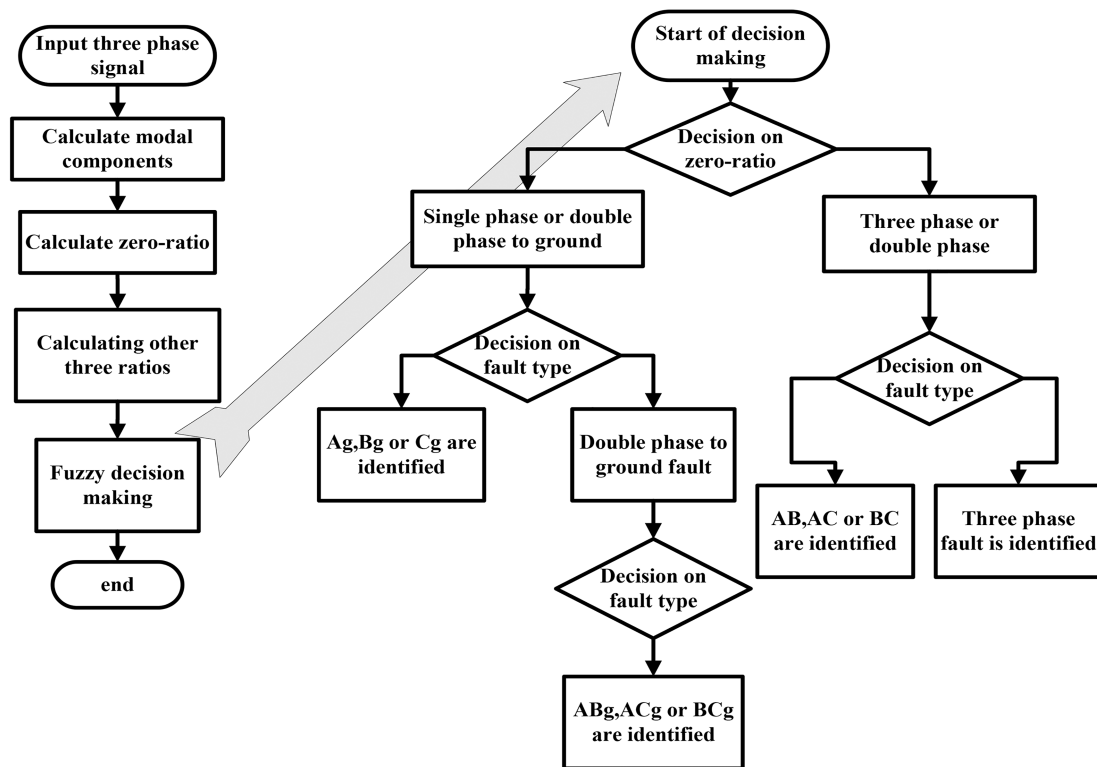 Input three phase
signal
Calculate modal
components
Calculate zero-ratio
Calculating other
three ratios
Fuzzy decision
making
end
Start of decision
making
Decision on
zero-ratio
Single phase or double
phase to ground
Three phase or
double phase
Decision on
fault type
Decision on
fault type
Ag,Bg or Cg are
identified
Double phase to
ground fault
AB,AC or BC
are identified
Three phase
fault is identified
Decision on
fault type
ABg,ACg or BCg
are identified